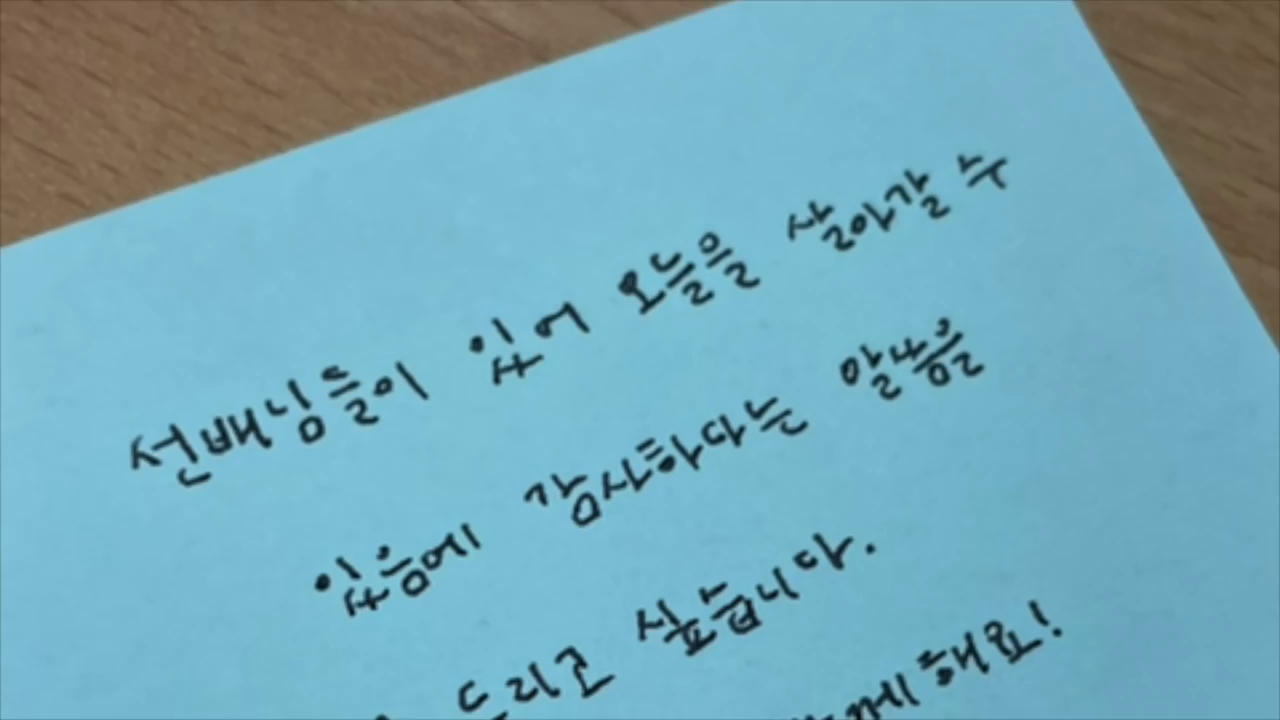 선배님들이 있어 오늘을 살아갈 수
있음에 감사하다는 말씀을
드리고 싶습니다.
해요!